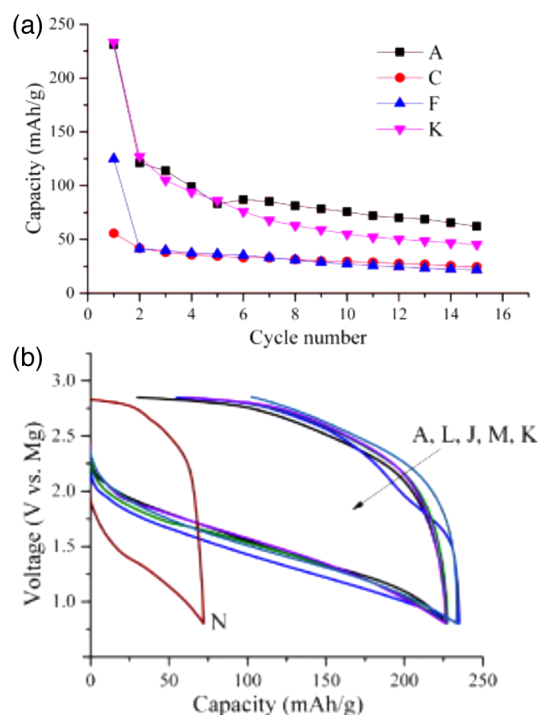 (a)
250
200
150
100
50
0
Capacity (mAh/g)
A
C
F
K
0 2 4 6 8 10 12 14 16
Cycle number
(b)
3.0
2.5
2.0
1.5
1.0
Voltage (V vs. Mg)
A, L, J, M, K
N
0 50 100 150 200 250
Capacity (mAh/g)